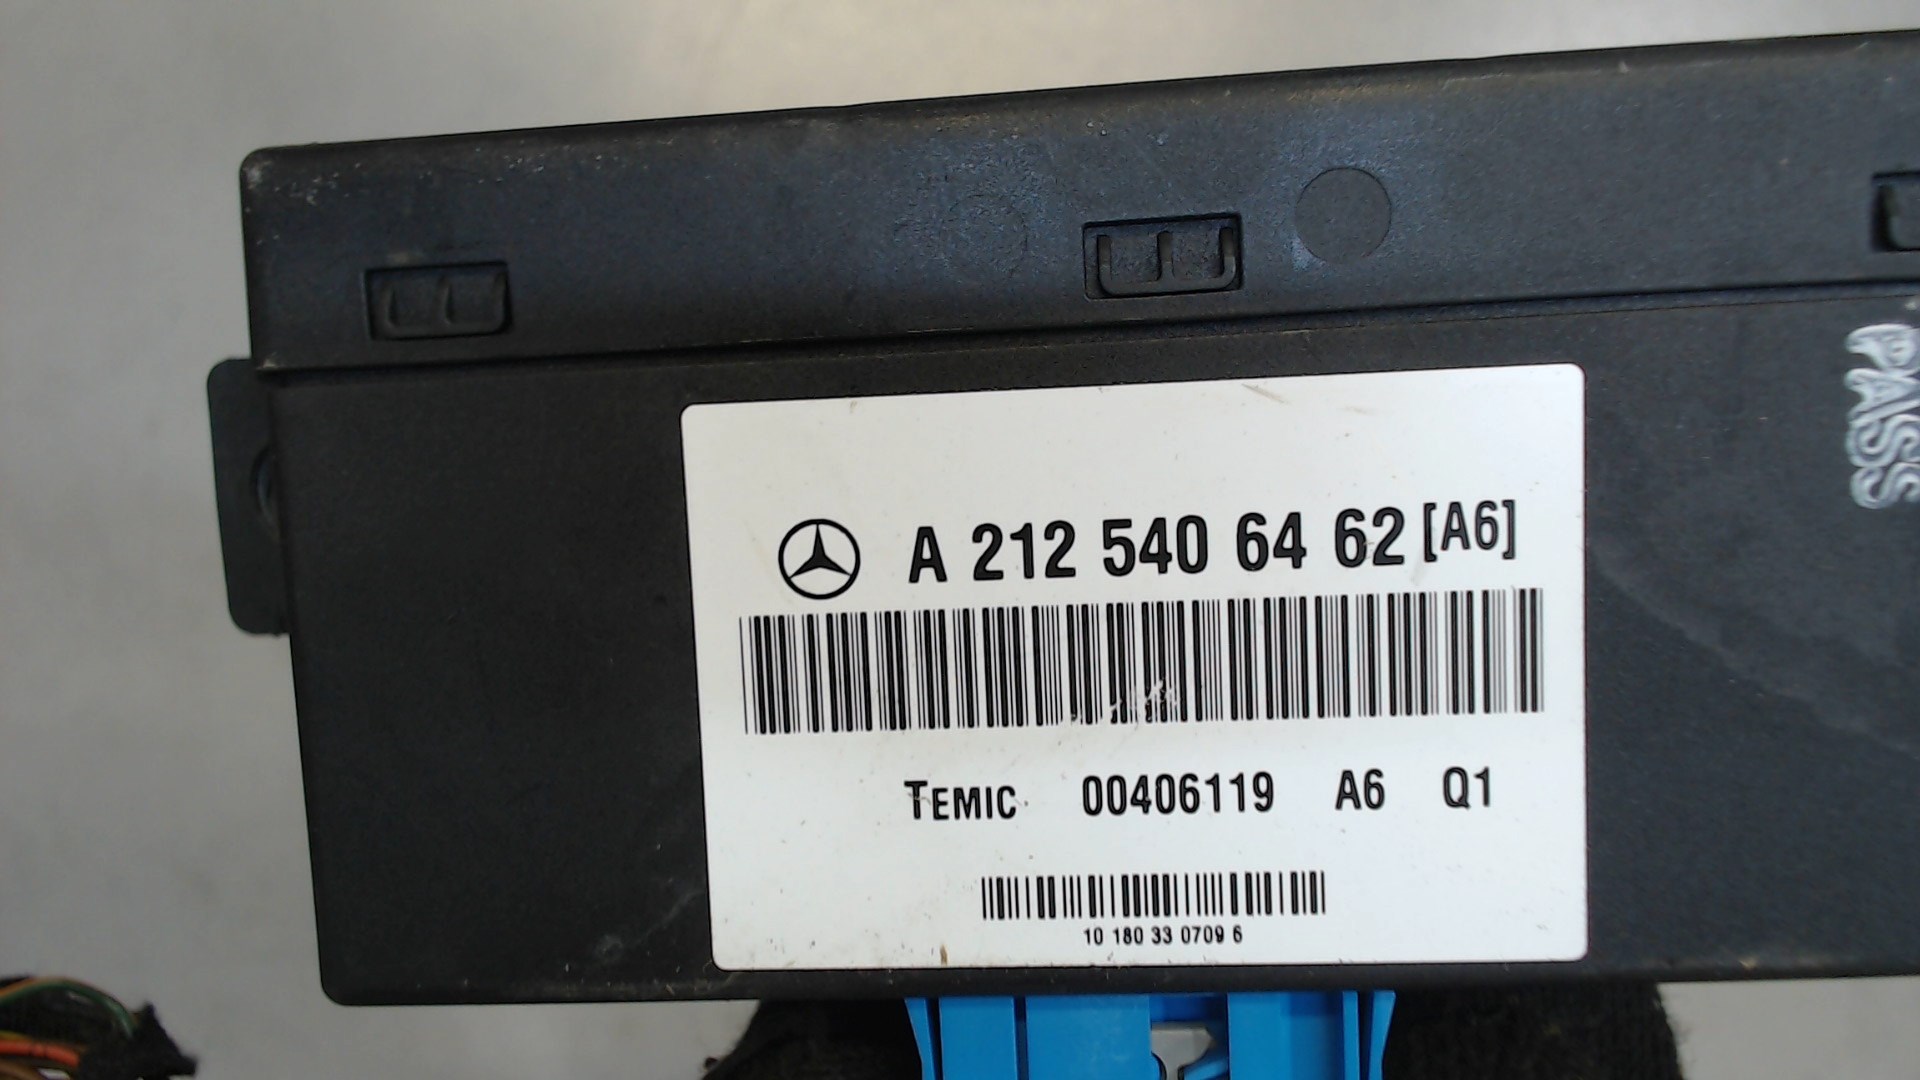 A 212 540 64 62 [A6]
TEMIC 00406119 A6 Q1
10 180 33 0709 6
PASS